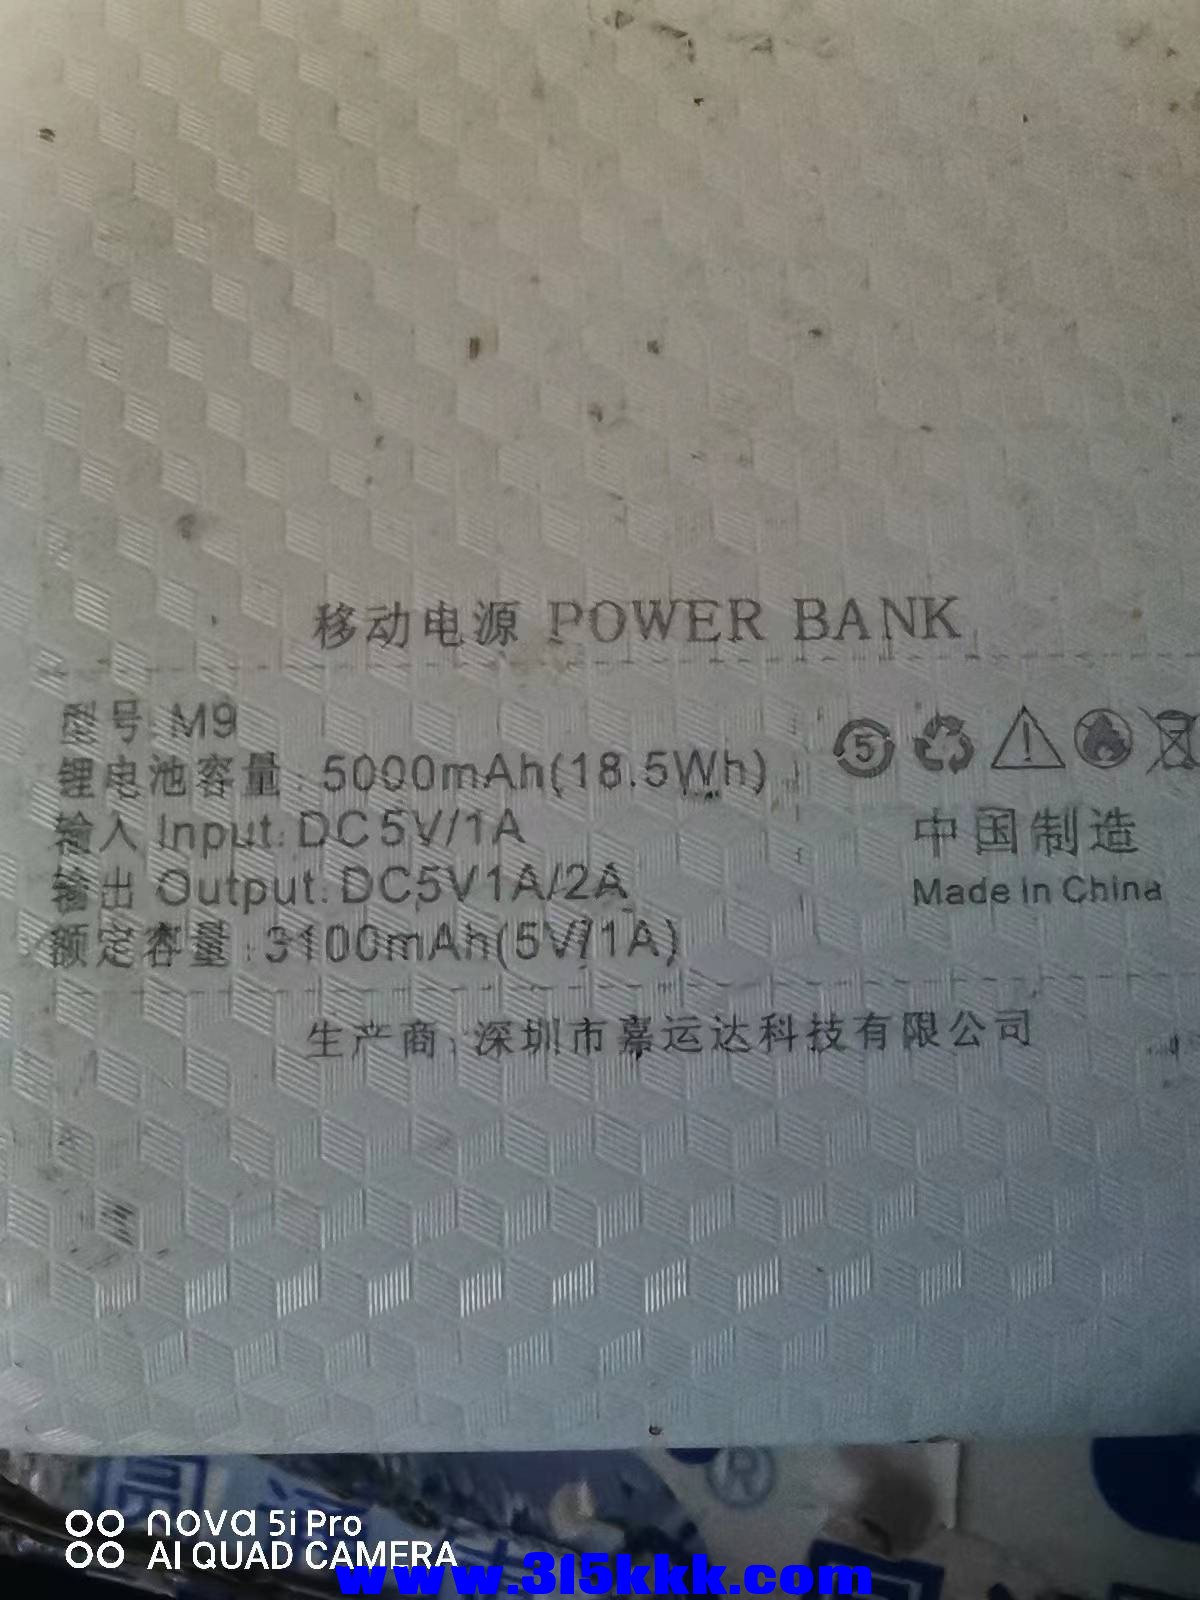 移动电源 POWER BANK
型号: M9
锂电池容量: 5000mAh(18.5Wh)
输入 Input: DC5V/1A
输出 Output: DC5V1A/2A
额定容量:3100mAh(5V/1A)
5
中国制造
Made in China
生产商:深圳市嘉运达科技有限公司
®
nova 5i Pro
AI QUAD CAMERA
www.315kkk.com